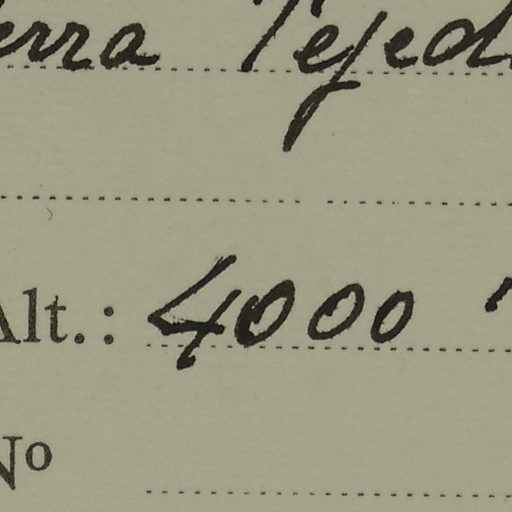 erra Tejed
Alt.: 4000
Nº